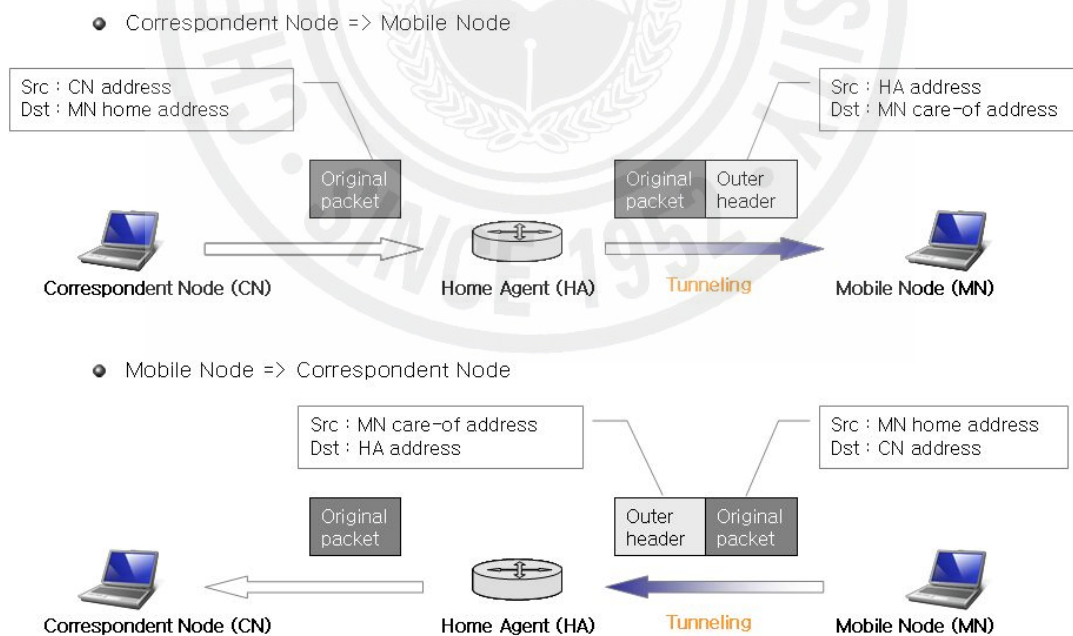 Correspondent Node => Mobile Node
Src : CN address
Dst : MN home address
Src : HA address
Dst : MN care-of address
Original
packet
Original
packet
Outer
header
Correspondent Node (CN)
Home Agent (HA)
Tunneling
Mobile Node (MN)
SINCE 1952
Mobile Node => Correspondent Node
Src : MN care-of address
Dst : HA address
Src : MN home address
Dst : CN address
Original
packet
Outer
header
Original
packet
Correspondent Node (CN)
Home Agent (HA)
Tunneling
Mobile Node (MN)